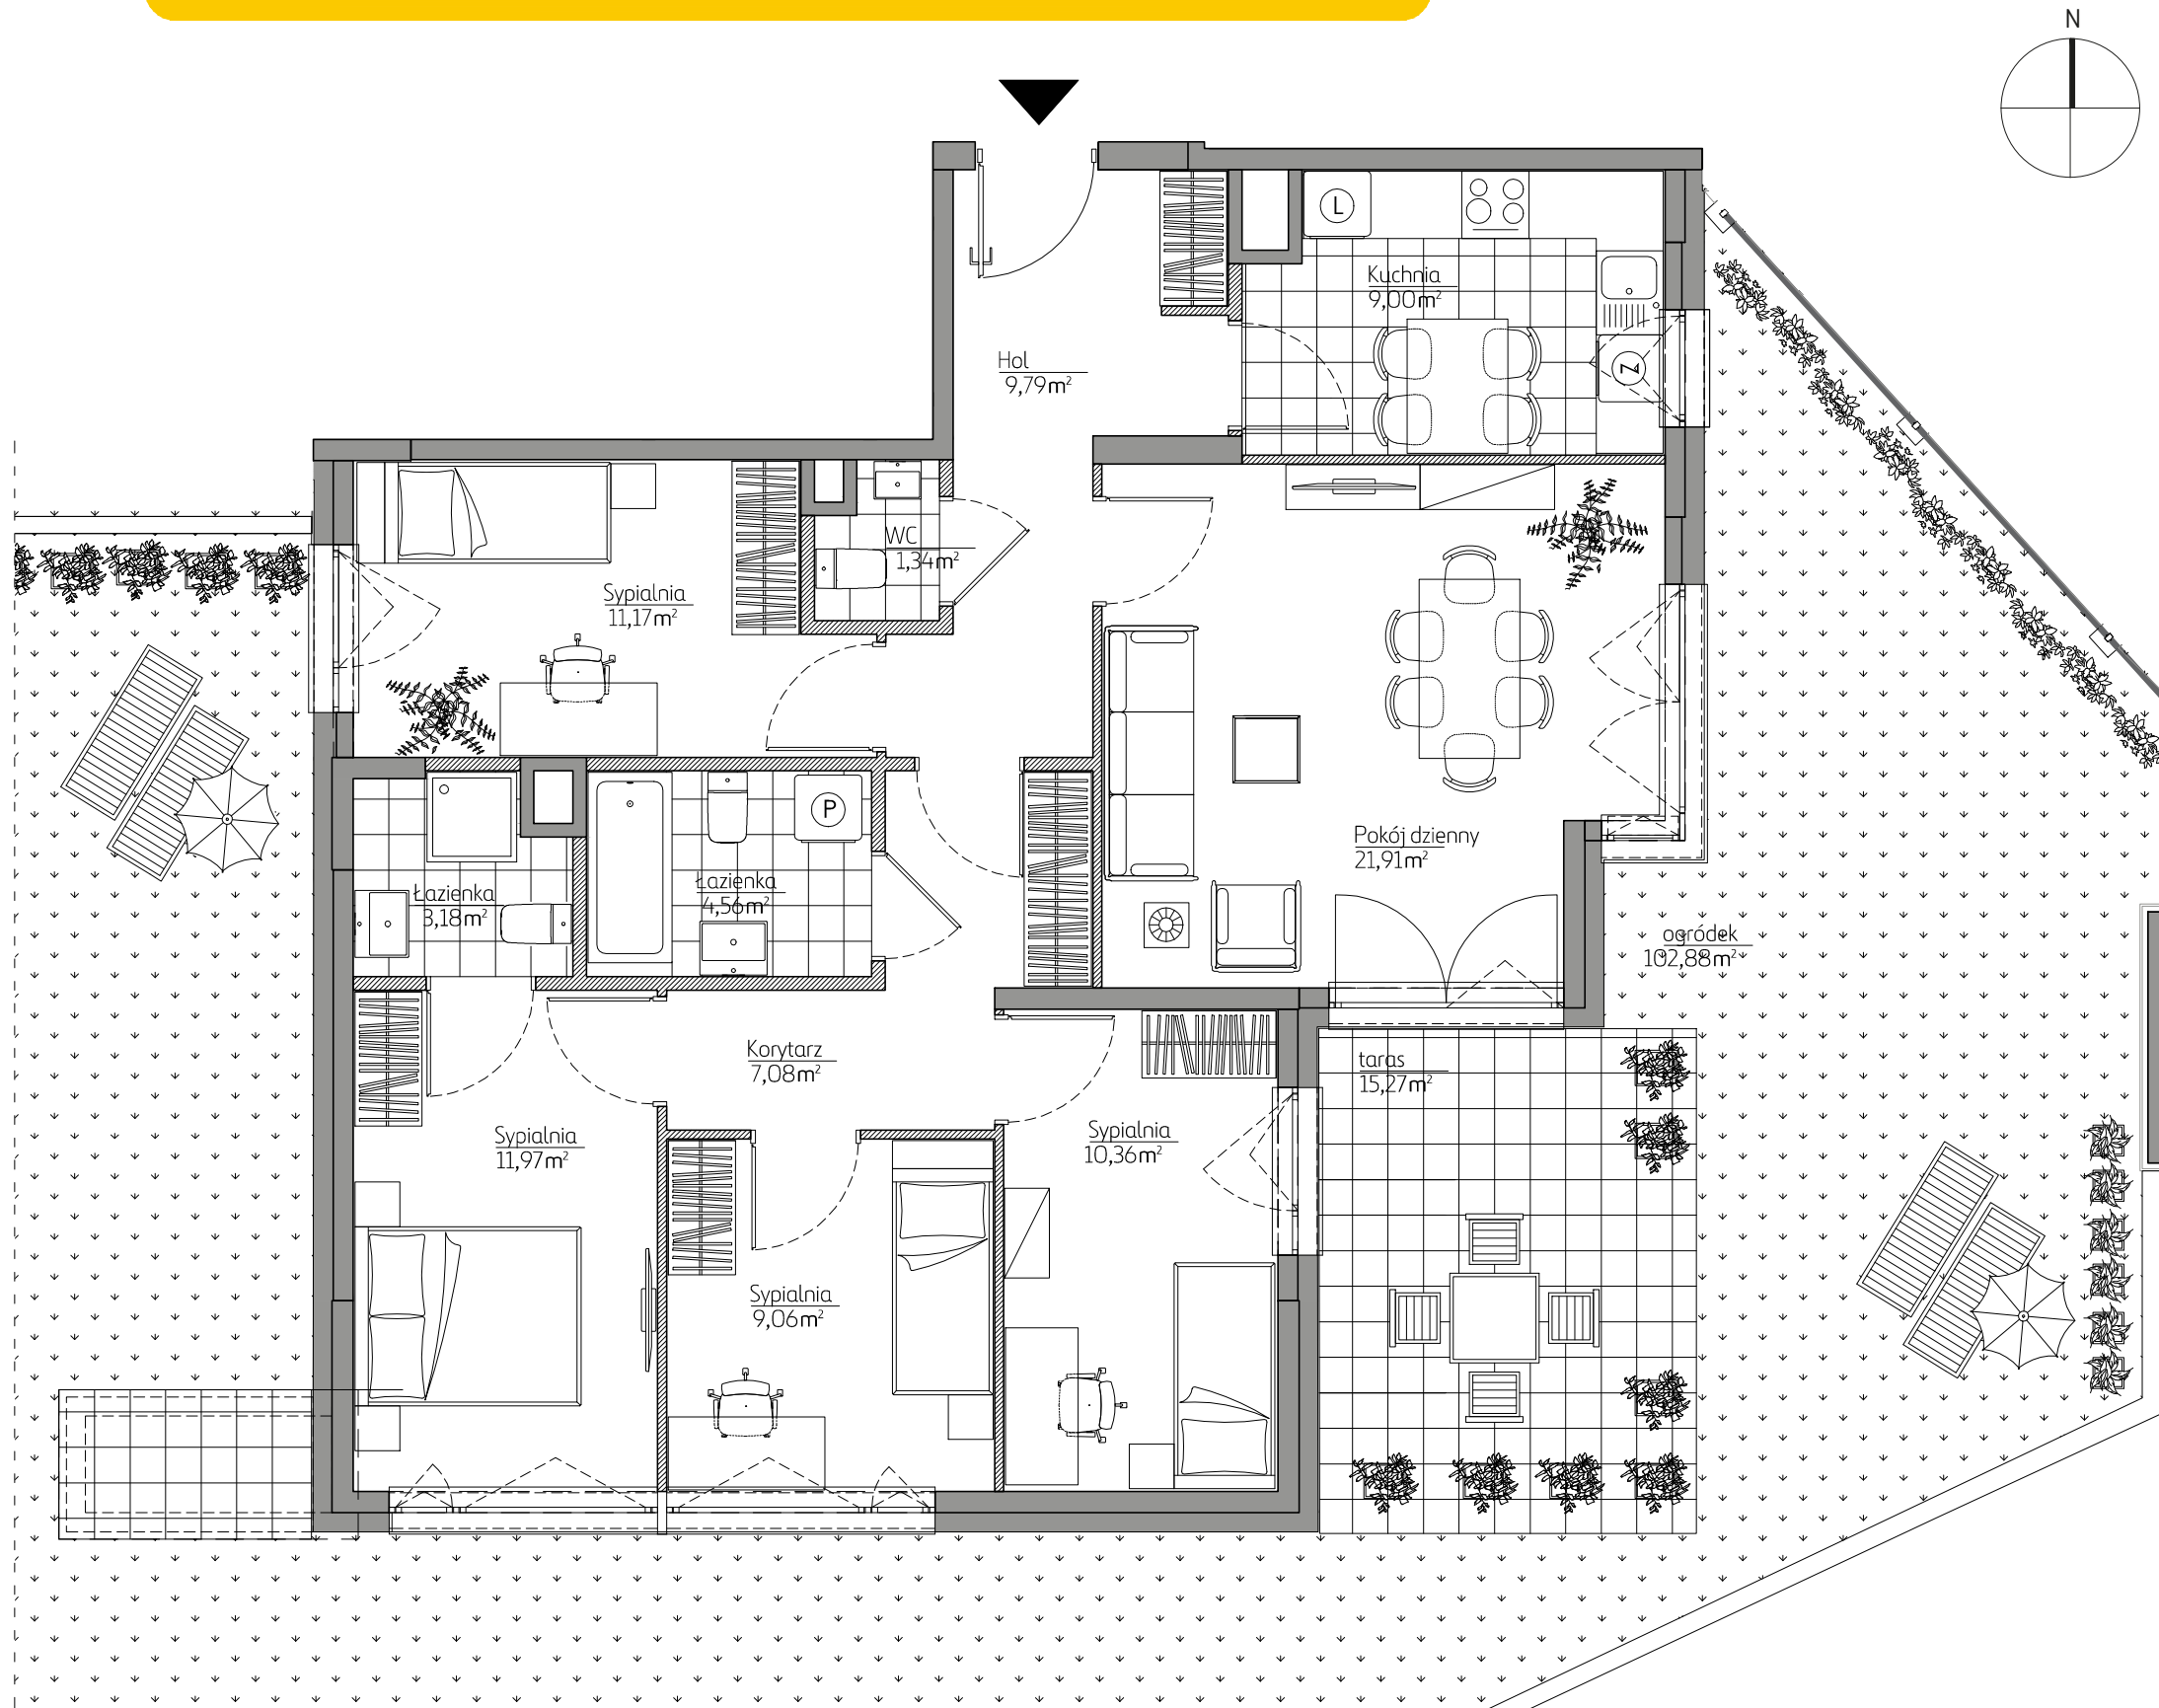 N
L
Kuchnia
9,00m²
Z
Hol
9,79m²
WC
1,34m²
Sypialnia
11,17m²
P
Pokój dzienny
21,91m²
Łazienka
3,18m²
Łazienka
4,56m²
ogródek
102,88m²
Korytarz
7,08m²
taras
15,27m²
Sypialnia
11,97m²
Sypialnia
10,36m²
Sypialnia
9,06m²